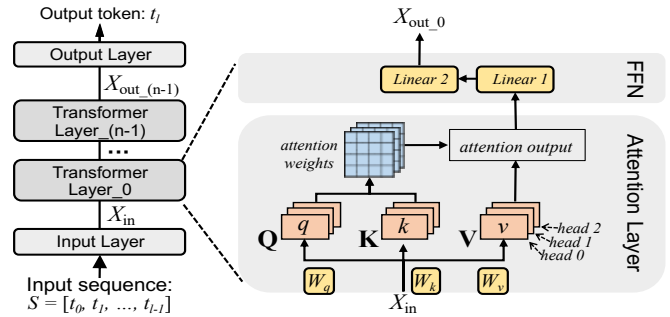 Output token: t_l
Output Layer
X_out_(n-1)
Transformer
Layer_(n-1)
...
Transformer
Layer_0
X_in
Input Layer
Input sequence:
S = [t_0, t_1, ..., t_{l-1}]
X_out_0
Linear 2
Linear 1
FFN
attention
weights
attention output
Attention Layer
Q
q
K
k
V
v
head 2
head 1
head 0
W_q
W_k
W_v
X_in